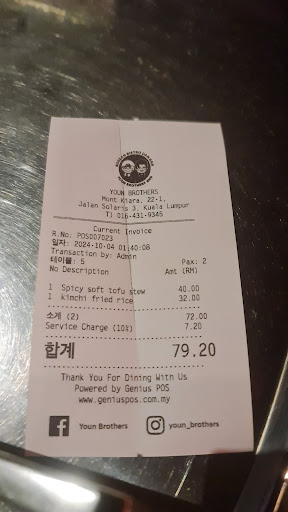 YOUN BROTHERS
Mont Kiara, 22-1,
Jalan Solaris 3, Kuala Lumpur
T) 016-431-9345
Current Invoice
R.No: POS007023
일자: 2024-10-04 01:40:08
Transaction by: Admin
테이블: 5 Pax: 2
No Description Amt (RM)
1 Spicy soft tofu stew 40.00
1 kimchi fried rice 32.00
소계 (2) 72.00
Service Charge (10%) 7.20
합계 79.20
Thank You For Dining With Us
Powered by Genius POS
www.geniuspos.com.my
Youn Brothers youn_brothers